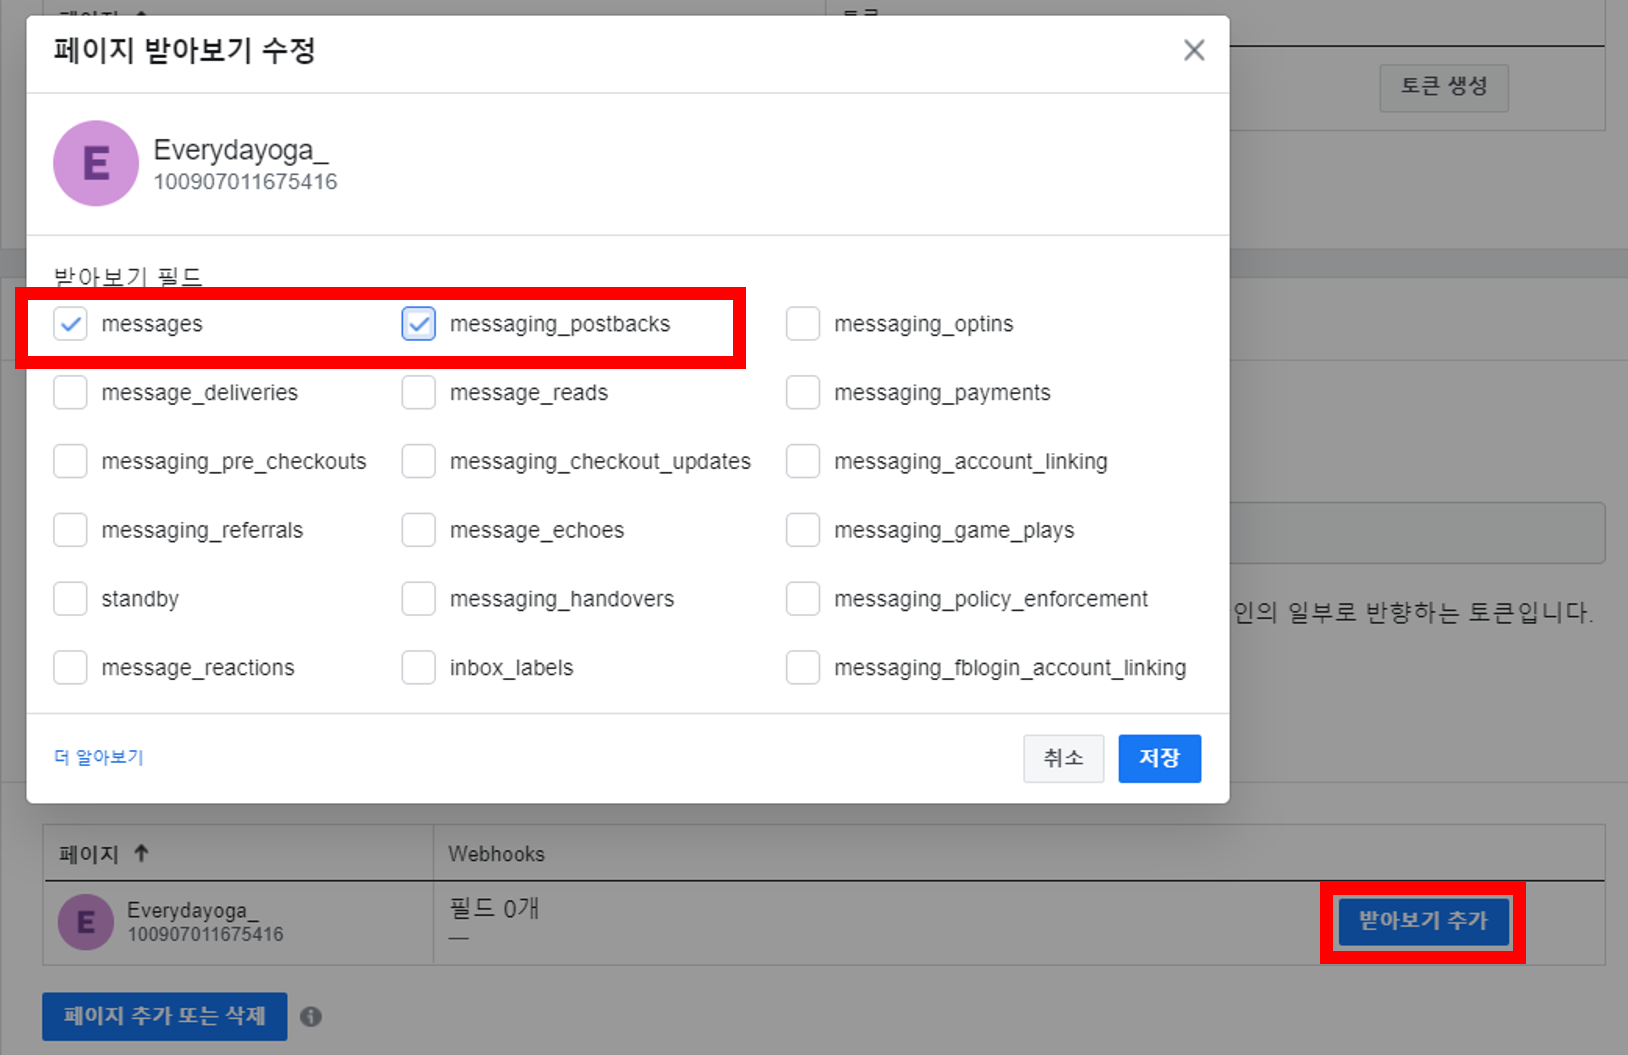 페이지 받아보기 수정
토큰 생성
E
Everydayoga_
100907011675416
받아보기 필드
messages
messaging_postbacks
messaging_optins
message_deliveries
message_reads
messaging_payments
messaging_pre_checkouts
messaging_checkout_updates
messaging_account_linking
messaging_referrals
message_echoes
messaging_game_plays
standby
messaging_handovers
messaging_policy_enforcement
인의 일부로 반향하는 토큰입니다.
message_reactions
inbox_labels
messaging_fblogin_account_linking
더 알아보기
취소
저장
페이지
Webhooks
E
Everydayoga_
100907011675416
필드 0개
—
받아보기 추가
페이지 추가 또는 삭제